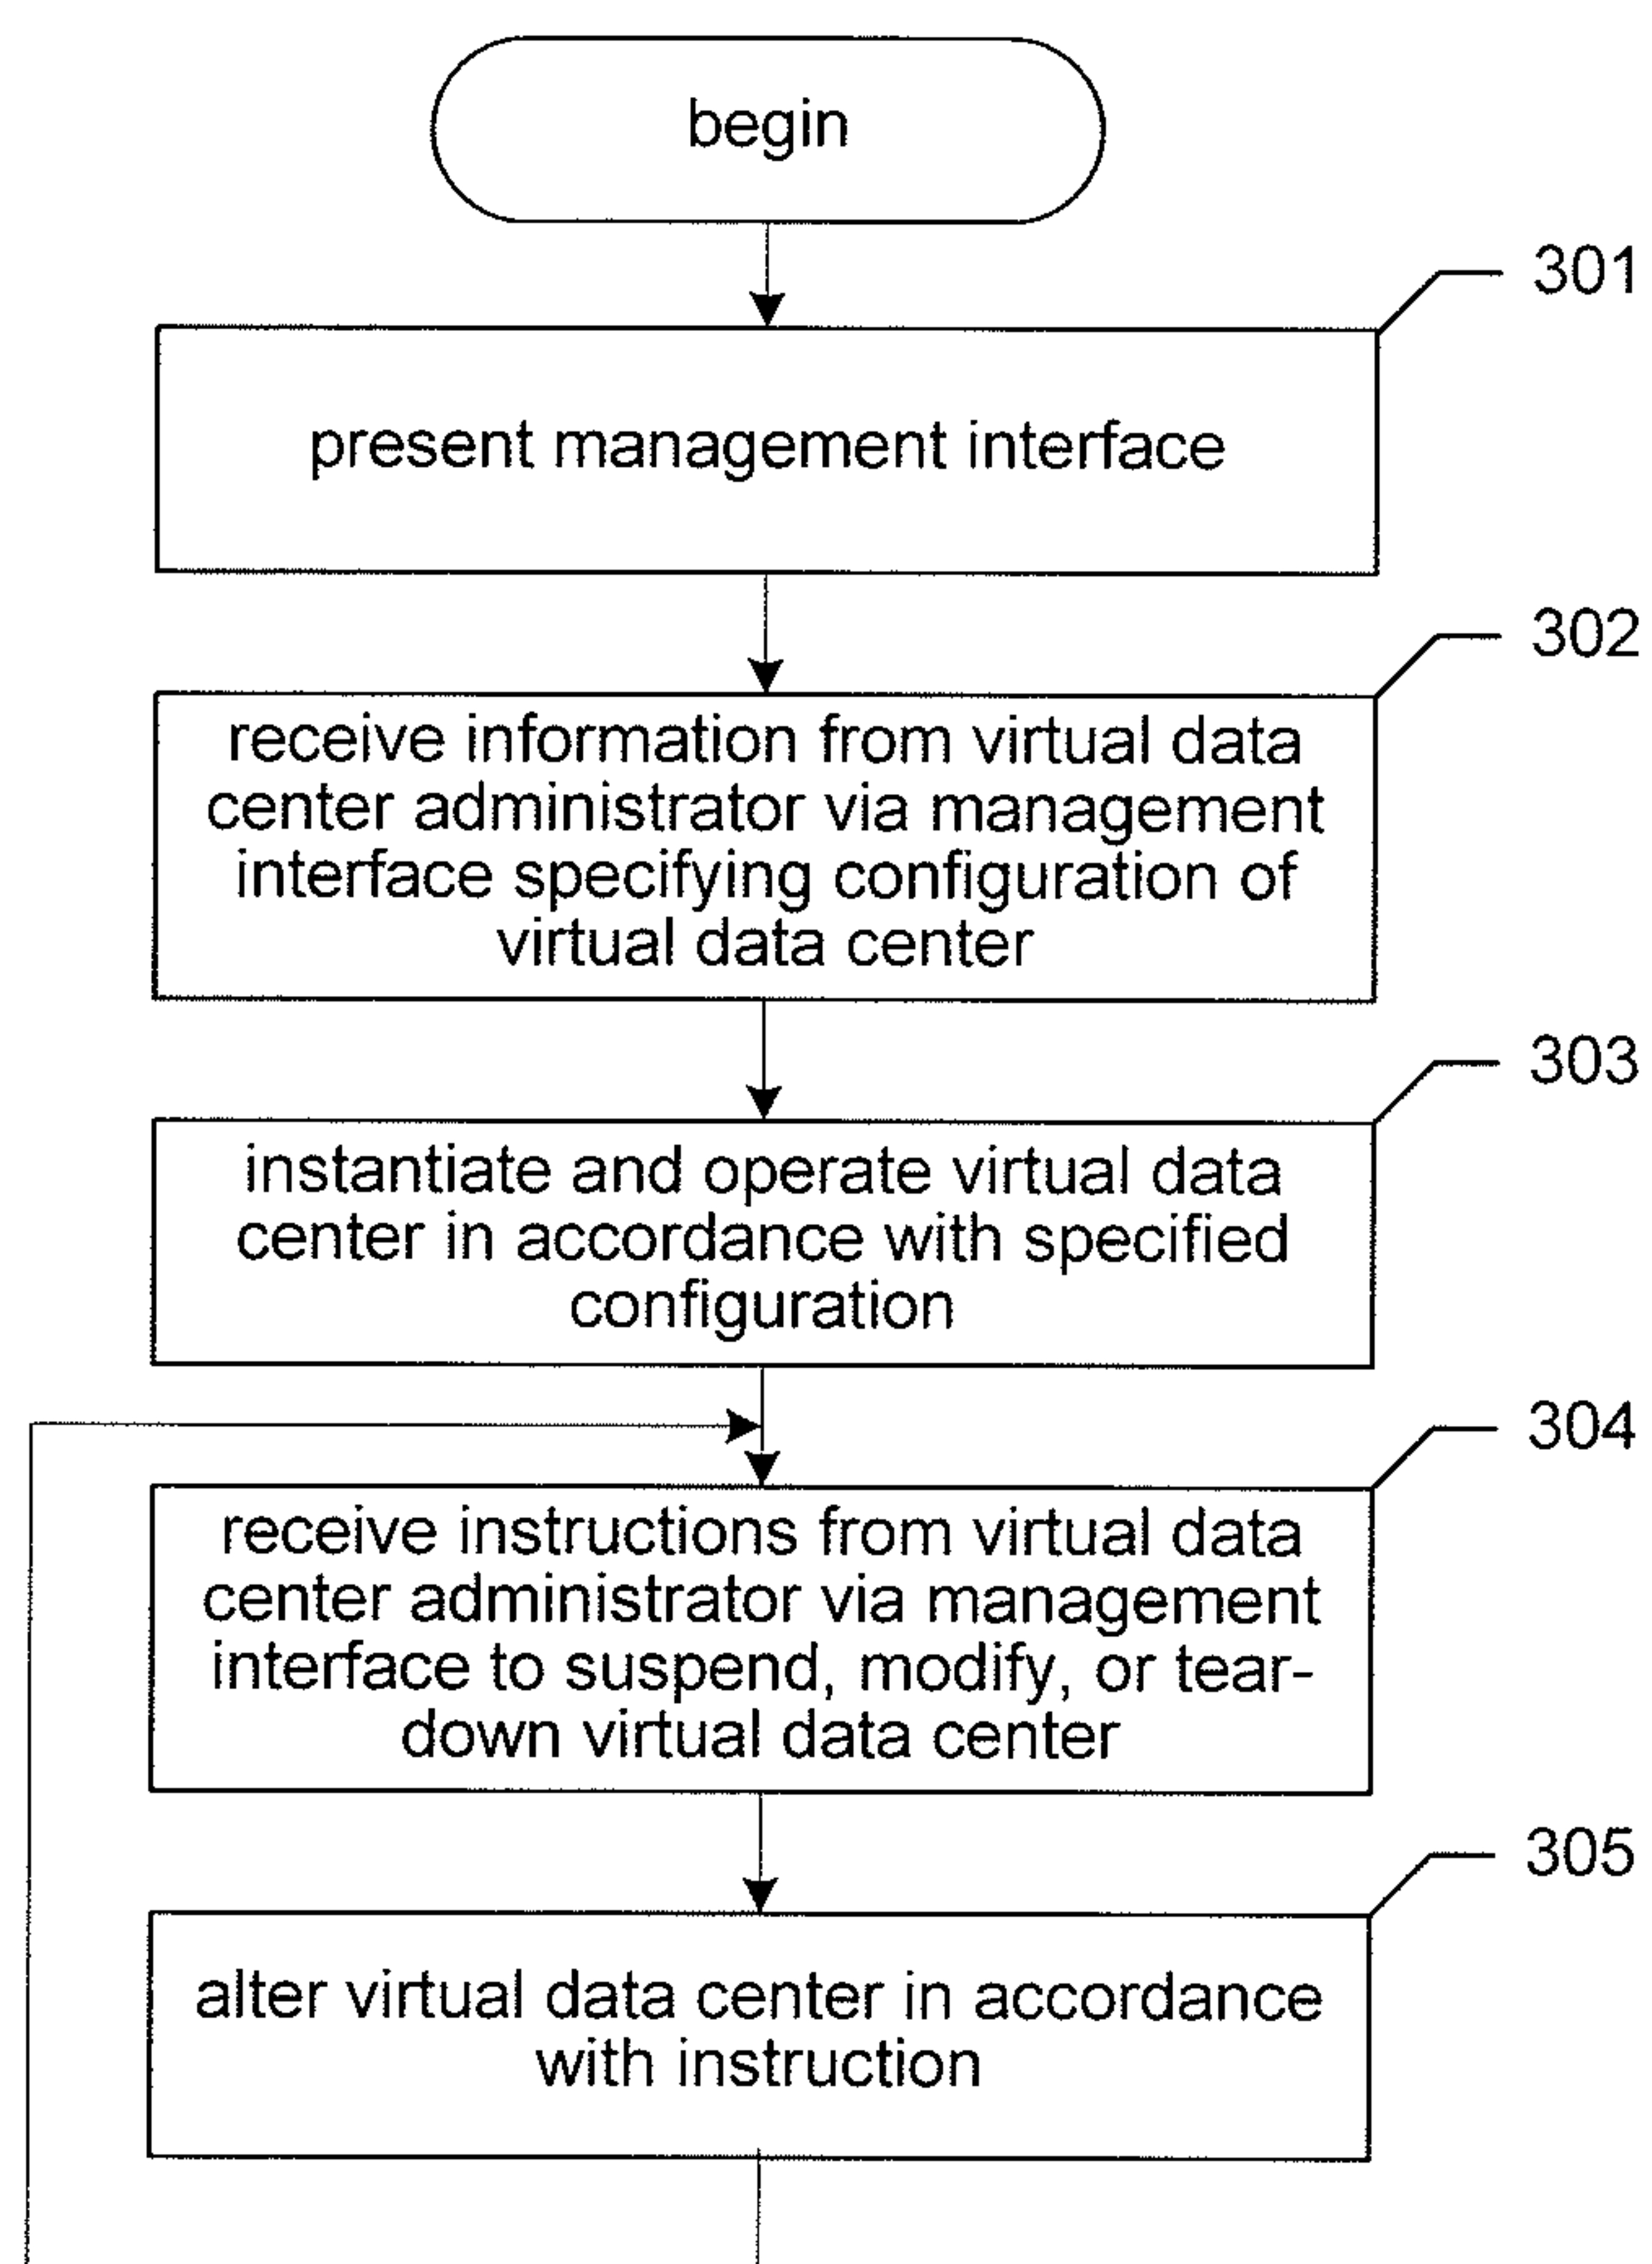 begin
301
present management interface
302
receive information from virtual data
center administrator via management
interface specifying configuration of
virtual data center
303
instantiate and operate virtual data
center in accordance with specified
configuration
304
receive instructions from virtual data
center administrator via management
interface to suspend, modify, or tear-
down virtual data center
305
alter virtual data center in accordance
with instruction